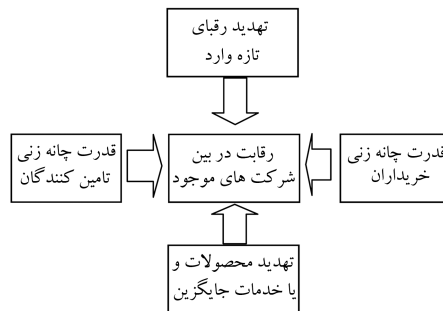 تهدید رقبای
تازه وارد
قدرت چانه زنی
خریداران
رقابت در بین
شرکت های موجود
قدرت چانه زنی
تامین کنندگان
تهدید محصولات و
یا خدمات جایگزین